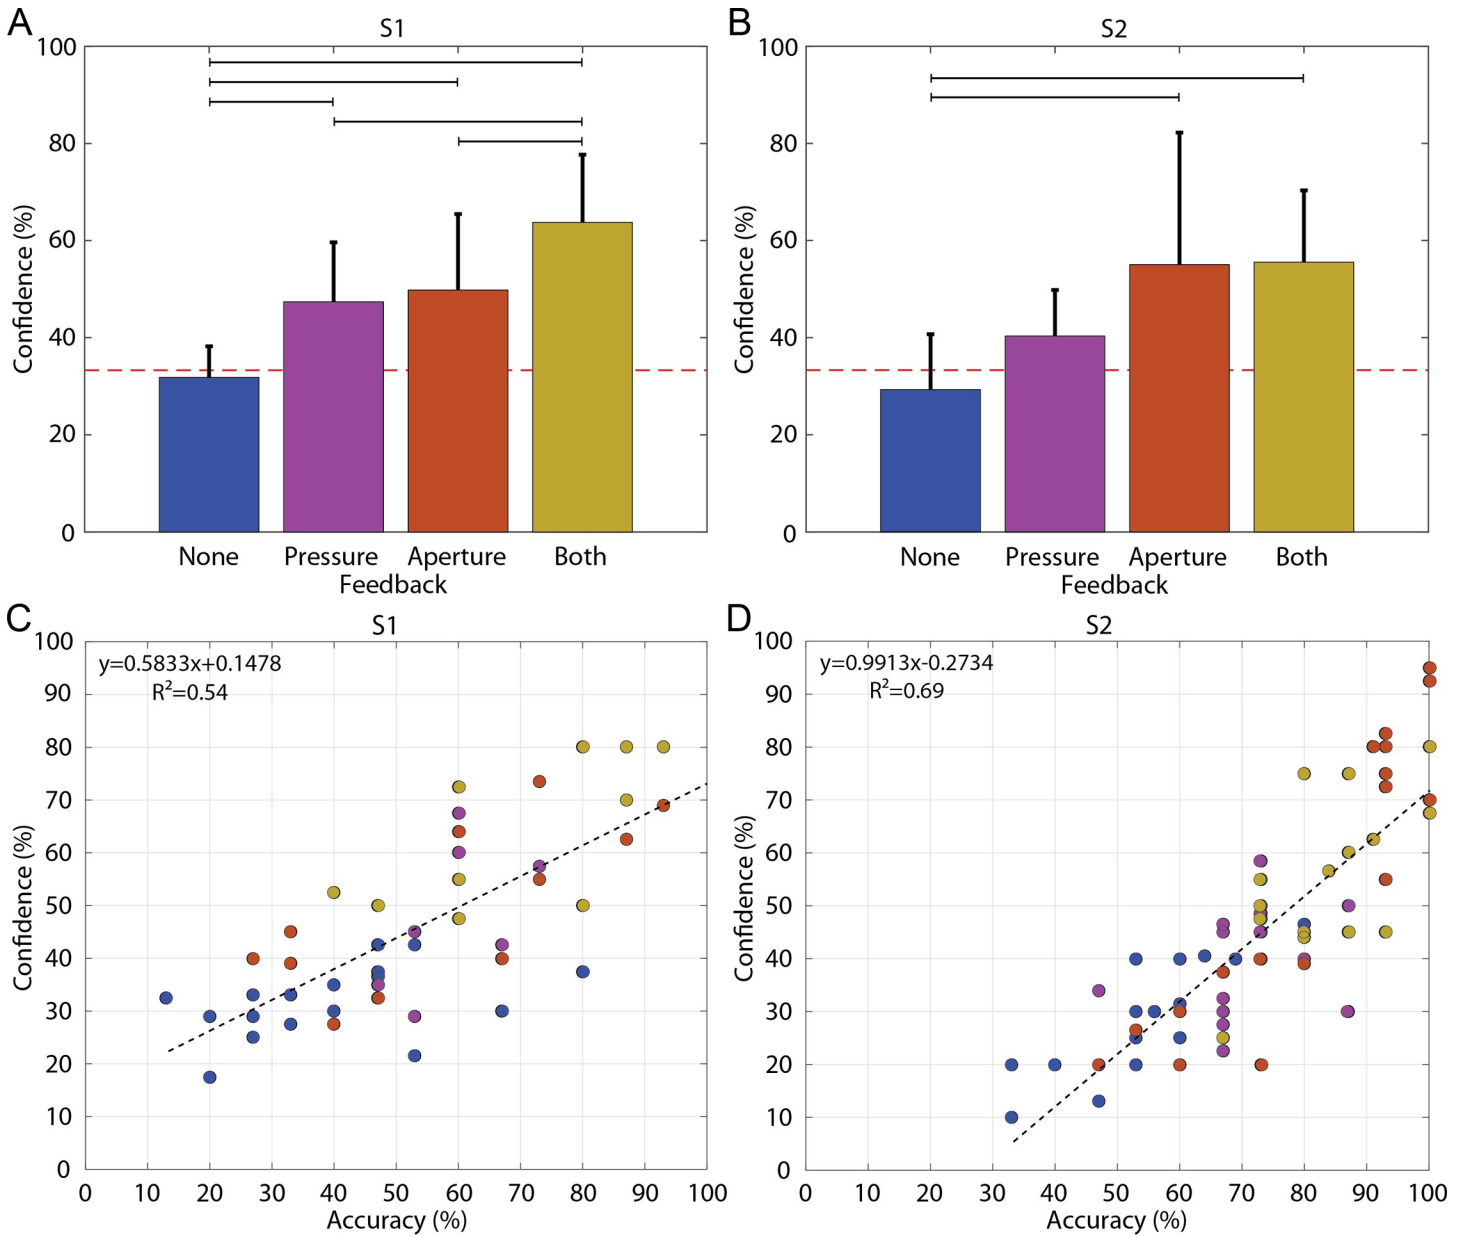 A
S1
100
80
60
40
20
0
Confidence (%)
None Pressure Aperture Both
Feedback
B
S2
100
80
60
40
20
0
Confidence (%)
None Pressure Aperture Both
Feedback
C
S1
y=0.5833x+0.1478
R²=0.54
100
90
80
70
60
50
40
30
20
10
0
Confidence (%)
0 10 20 30 40 50 60 70 80 90 100
Accuracy (%)
D
S2
y=0.9913x-0.2734
R²=0.69
100
90
80
70
60
50
40
30
20
10
0
Confidence (%)
0 10 20 30 40 50 60 70 80 90 100
Accuracy (%)